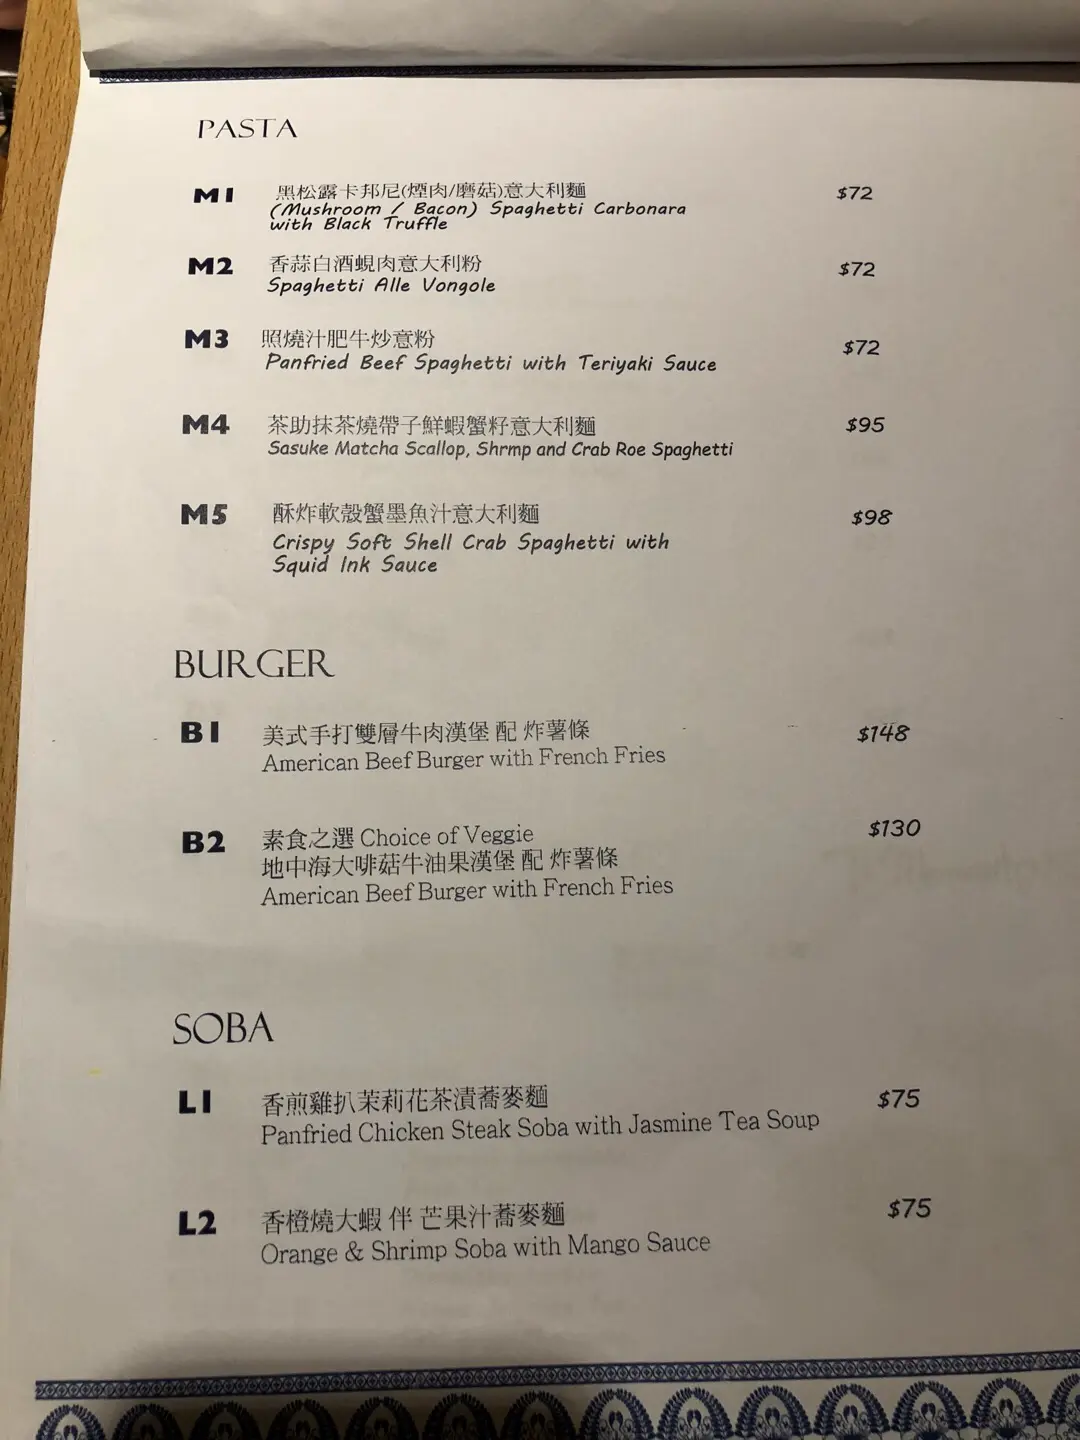 PASTA
M1 黑松露卡邦尼(煙肉/磨菇)意大利麵 $72
(Mushroom / Bacon) Spaghetti Carbonara
with Black Truffle
M2 香蒜白酒蜆肉意大利粉 $72
Spaghetti Alle Vongole
M3 照燒汁肥牛炒意粉 $72
Panfried Beef Spaghetti with Teriyaki Sauce
M4 茶助抹茶燒帶子鮮蝦蟹籽意大利麵 $95
Sasuke Matcha Scallop, Shrmp and Crab Roe Spaghetti
M5 酥炸軟殼蟹墨魚汁意大利麵 $98
Crispy Soft Shell Crab Spaghetti with
Squid Ink Sauce
BURGER
B1 美式手打雙層牛肉漢堡 配 炸薯條 $148
American Beef Burger with French Fries
B2 素食之選 Choice of Veggie $130
地中海大啡菇牛油果漢堡 配 炸薯條
American Beef Burger with French Fries
SOBA
L1 香煎雞扒茉莉花茶漬蕎麥麵 $75
Panfried Chicken Steak Soba with Jasmine Tea Soup
L2 香橙燒大蝦 伴 芒果汁蕎麥麵 $75
Orange & Shrimp Soba with Mango Sauce